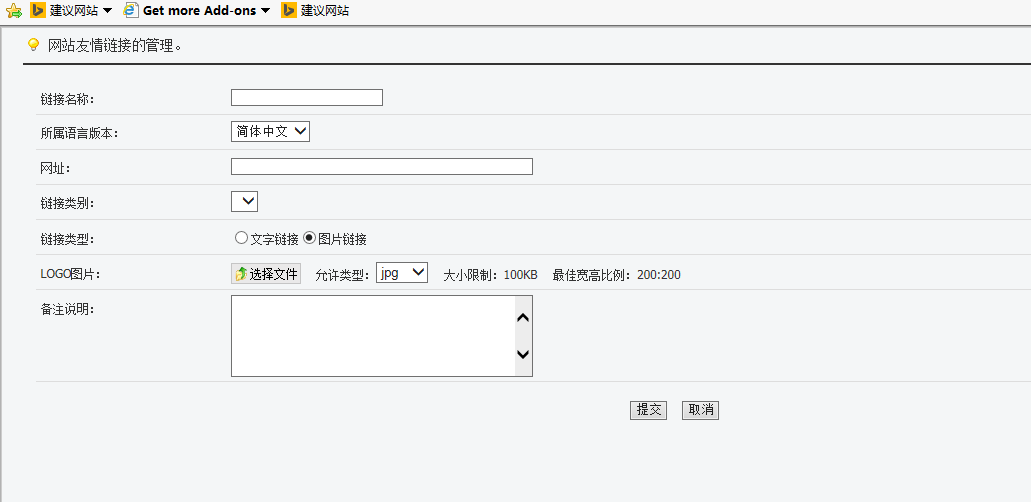 建议网站 Get more Add-ons 建议网站
网站友情链接的管理。
链接名称：
所属语言版本： 简体中文
网址：
链接类别：
链接类型： 文字链接 图片链接
LOGO图片： 选择文件 允许类型： jpg 大小限制：100KB 最佳宽高比例：200:200
备注说明：
提交 取消